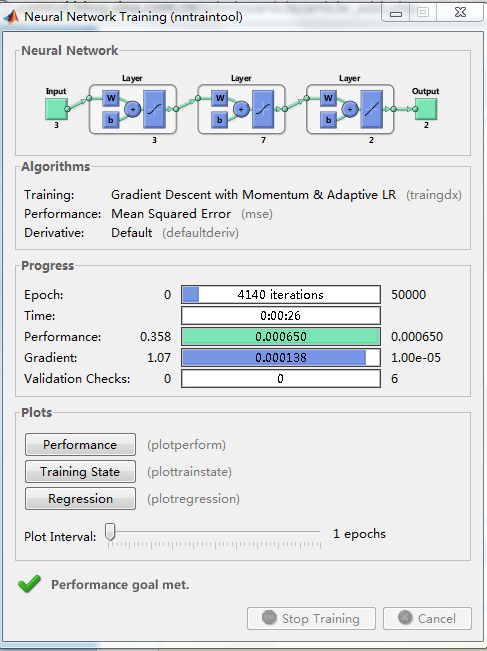 Neural Network Training (nntraintool)
Neural Network
Layer Layer Layer
Input Output
W W W
+ + +
b b b
3 3 7 2 2
Algorithms
Training: Gradient Descent with Momentum & Adaptive LR (traingdx)
Performance: Mean Squared Error (mse)
Derivative: Default (defaultderiv)
Progress
Epoch: 0 4140 iterations 50000
Time: 0:00:26
Performance: 0.358 0.000650 0.000650
Gradient: 1.07 0.000138 1.00e-05
Validation Checks: 0 0 6
Plots
Performance (plotperform)
Training State (plottrainstate)
Regression (plotregression)
Plot Interval: 1 epochs
Performance goal met.
Stop Training Cancel